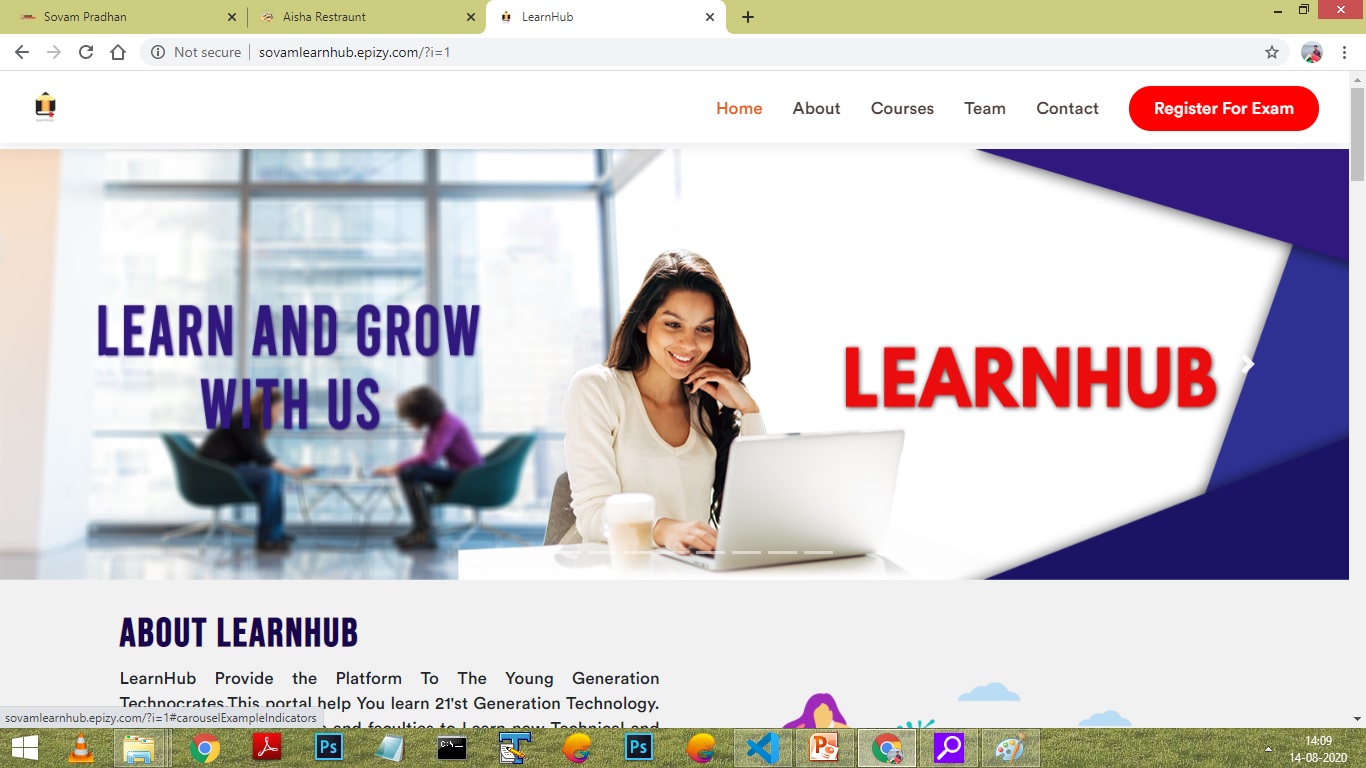 Sovam Pradhan
Aisha Restraunt
LearnHub
Not secure
sovamlearnhub.epizy.com/?i=1
Home
About
Courses
Team
Contact
Register For Exam
LEARN AND GROW
WITH US
LEARNHUB
ABOUT LEARNHUB
LearnHub Provide the Platform To The Young Generation
Technocrates.This portal help You learn 21'st Generation Technology.
and faculties to Learn new Technical and
sovamlearnhub.epizy.com/?i=1#carouselExampleIndicators
14:09
14-08-2020